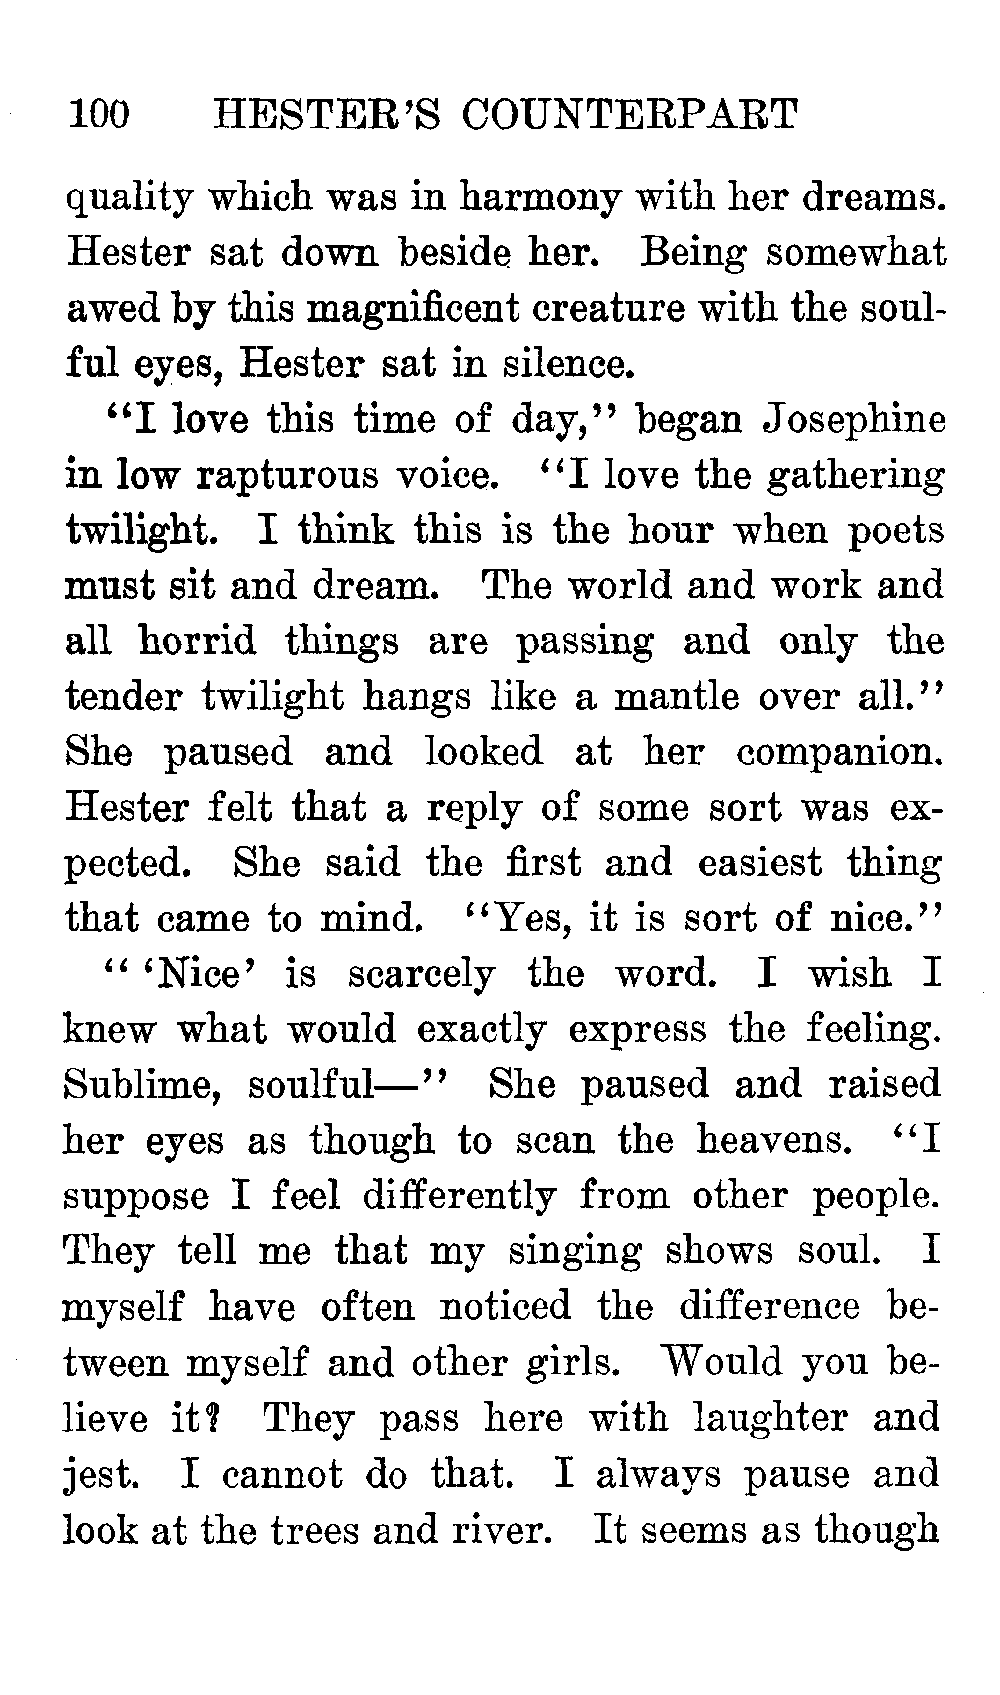 100 HESTER'S COUNTERPART
quality which was in harmony with her dreams.
Hester sat down beside her. Being somewhat
awed by this magnificent creature with the soul-
ful eyes, Hester sat in silence.
"I love this time of day," began Josephine
in low rapturous voice. "I love the gathering
twilight. I think this is the hour when poets
must sit and dream. The world and work and
all horrid things are passing and only the
tender twilight hangs like a mantle over all."
She paused and looked at her companion.
Hester felt that a reply of some sort was ex-
pected. She said the first and easiest thing
that came to mind. "Yes, it is sort of nice."
" 'Nice' is scarcely the word. I wish I
knew what would exactly express the feeling.
Sublime, soulful—" She paused and raised
her eyes as though to scan the heavens. "I
suppose I feel differently from other people.
They tell me that my singing shows soul. I
myself have often noticed the difference be-
tween myself and other girls. Would you be-
lieve it? They pass here with laughter and
jest. I cannot do that. I always pause and
look at the trees and river. It seems as though